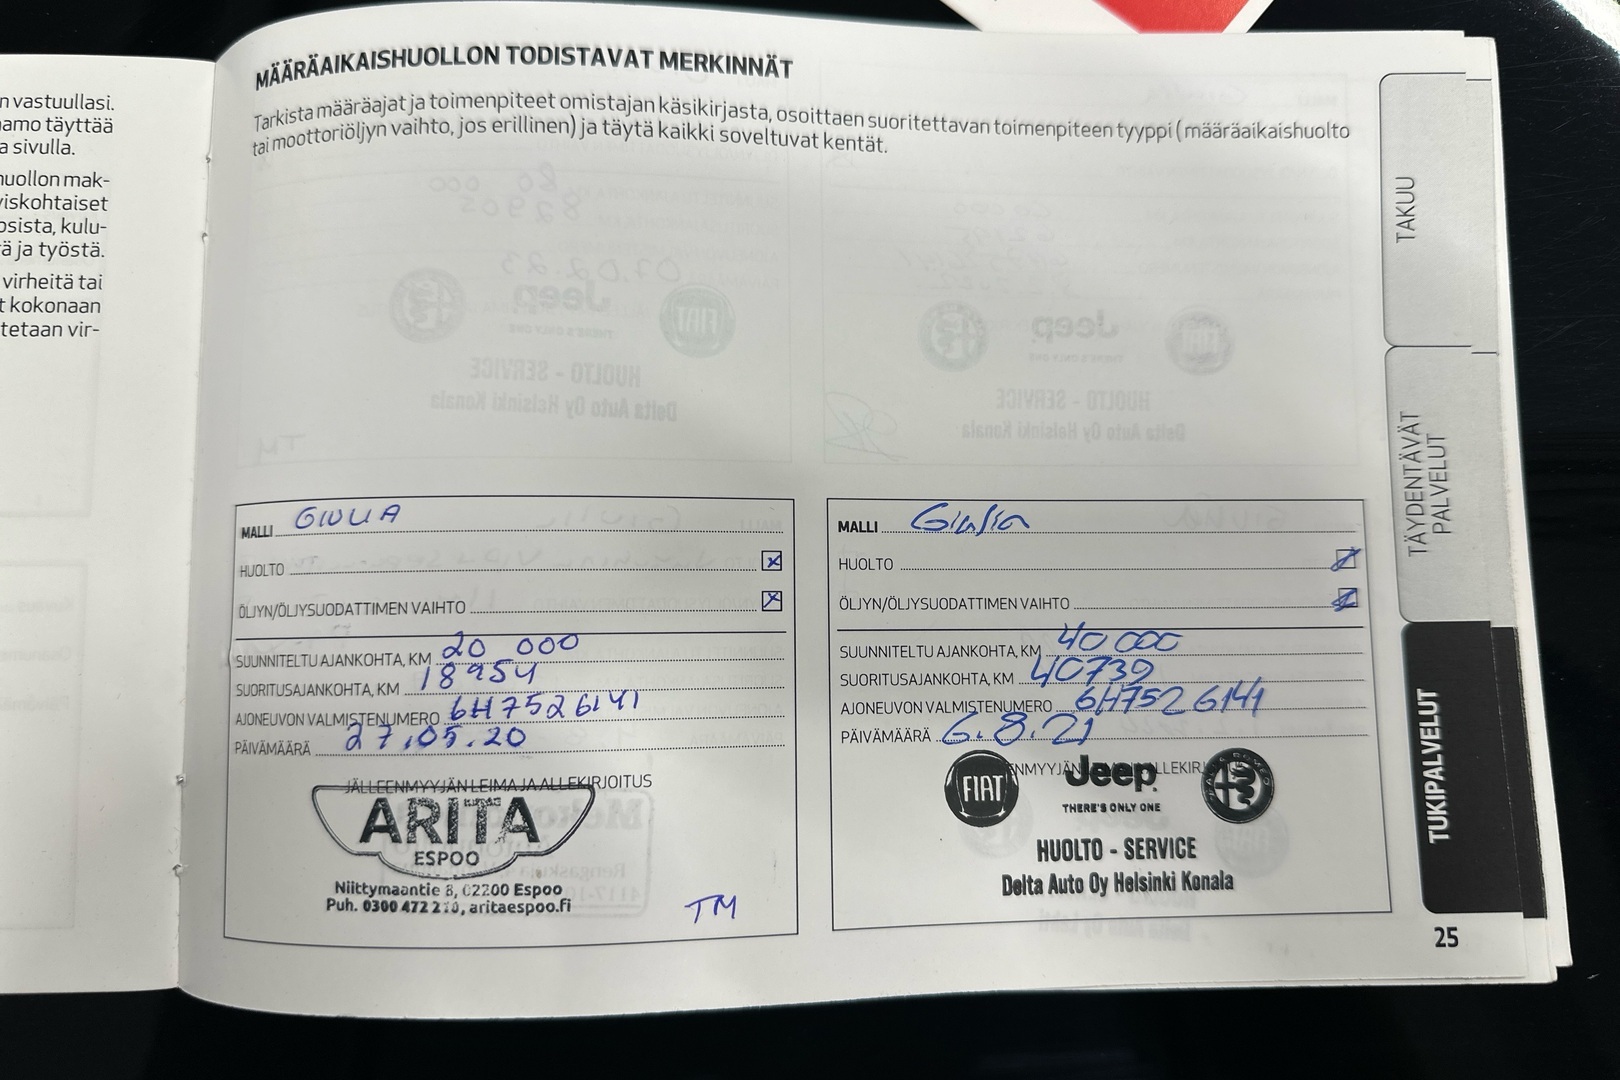 n vastuullasi.
amo täyttää
a sivulla.
huollon mak-
viskohtaiset
osista, kulu-
ä ja työstä.
virheitä tai
t kokonaan
tetaan vir-
MÄÄRÄAIKAISHUOLLON TODISTAVAT MERKINNÄT
Tarkista määräajat ja toimenpiteet omistajan käsikirjasta, osoittaen suoritettavan toimenpiteen tyyppi (määräaikaishuolto
tai moottoriöljyn vaihto, jos erillinen) ja täytä kaikki soveltuvat kentät.
MALLI GIULIA
HUOLTO x
ÖLJYN/ÖLJYSUODATTIMEN VAIHTO x
SUUNNITELTU AJANKOHTA, KM 20 000
SUORITUSAJANKOHTA, KM 18954
AJONEUVON VALMISTENUMERO 6H7526141
PÄIVÄMÄÄRÄ 27.05.20
JÄLLEENMYYJÄN LEIMA JA ALLEKIRJOITUS
ARITA
ESPOO
Niittymaantie 8, 02200 Espoo
Puh. 0300 472 210, aritaespoo.fi
TM
MALLI Giulia
HUOLTO
ÖLJYN/ÖLJYSUODATTIMEN VAIHTO
SUUNNITELTU AJANKOHTA, KM 40 000
SUORITUSAJANKOHTA, KM 40739
AJONEUVON VALMISTENUMERO 6H7526141
PÄIVÄMÄÄRÄ 6.8.21
FIAT Jeep
THERE'S ONLY ONE
HUOLTO - SERVICE
Delta Auto Oy Helsinki Konala
TAKUU
TÄYDENTÄVÄT
PALVELUT
TUKIPALVELUT
25